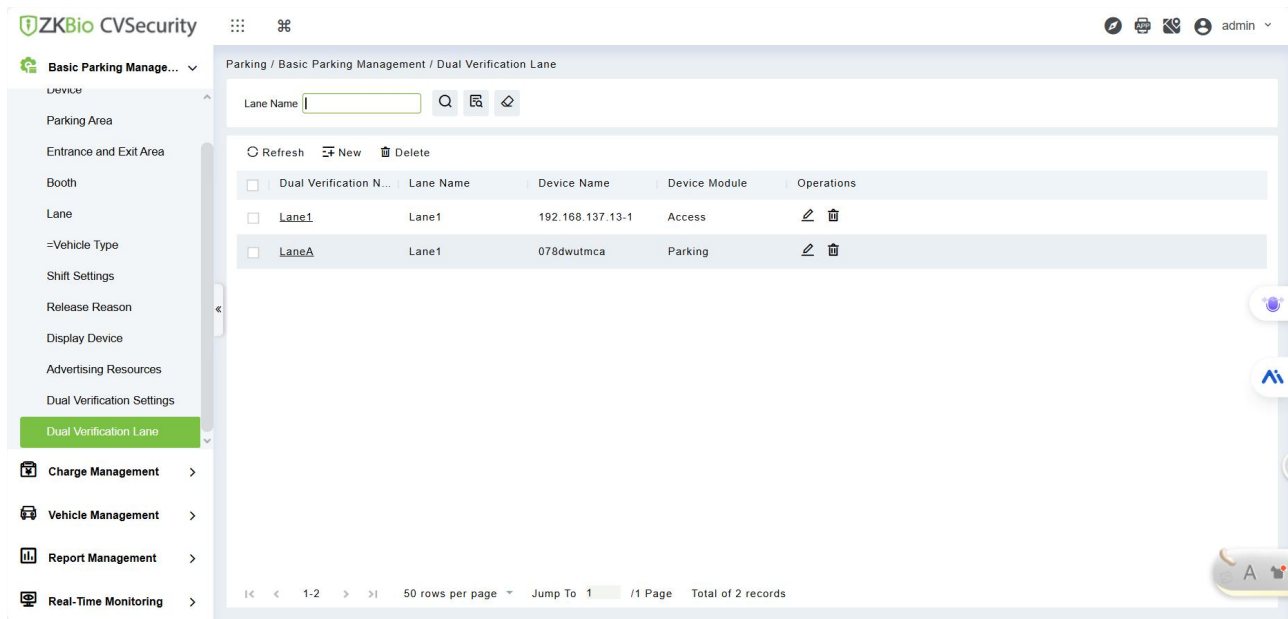 ZKBio CVSecurity
admin
Basic Parking Manage...
Device
Parking Area
Entrance and Exit Area
Booth
Lane
=Vehicle Type
Shift Settings
Release Reason
Display Device
Advertising Resources
Dual Verification Settings
Dual Verification Lane
Charge Management
Vehicle Management
Report Management
Real-Time Monitoring
Parking / Basic Parking Management / Dual Verification Lane
Lane Name
Refresh New Delete
Dual Verification N... Lane Name Device Name Device Module Operations
Lane1 Lane1 192.168.137.13-1 Access
LaneA Lane1 078dwutmca Parking
1-2 50 rows per page Jump To 1 /1 Page Total of 2 records
APP
A